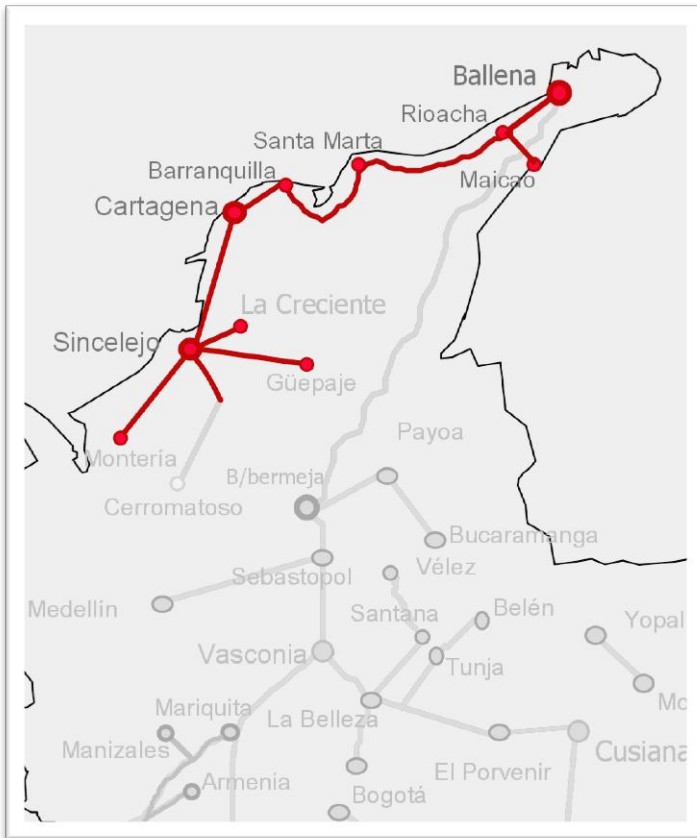 Ballena
Rioacha
Santa Marta
Barranquilla
Maicao
Cartagena
La Creciente
Sincelejo
Güepaje
Payoa
Montería
B/bermeja
Cerromatoso
Bucaramanga
Sebastopol
Vélez
Medellin
Santana
Belén
Yopal
Vasconia
Tunja
Mariquita
La Belleza
Mc
Manizales
Cusiana
El Porvenir
Armenia
Bogotá